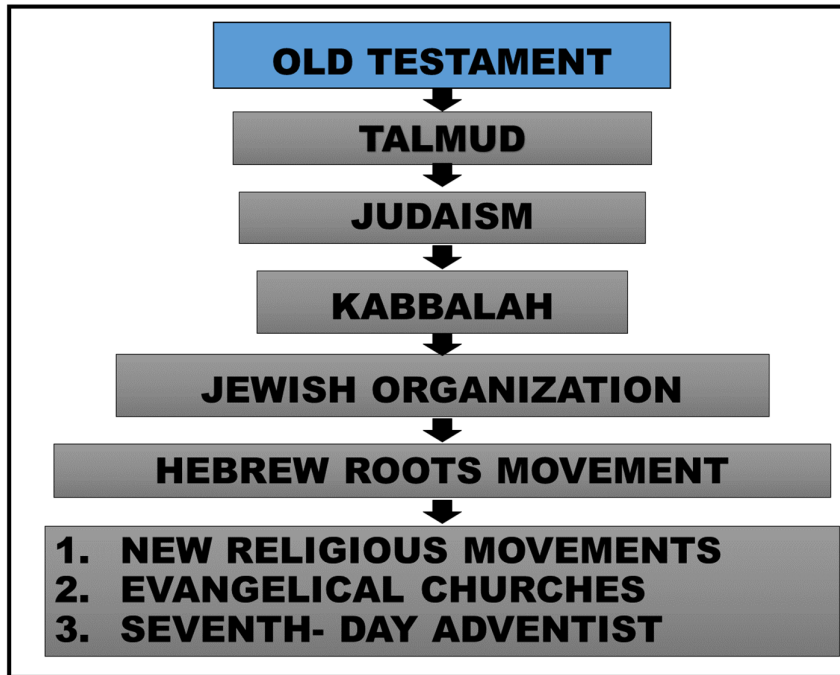 OLD TESTAMENT
TALMUD
JUDAISM
KABBALAH
JEWISH ORGANIZATION
HEBREW ROOTS MOVEMENT
1. NEW RELIGIOUS MOVEMENTS
2. EVANGELICAL CHURCHES
3. SEVENTH- DAY ADVENTIST